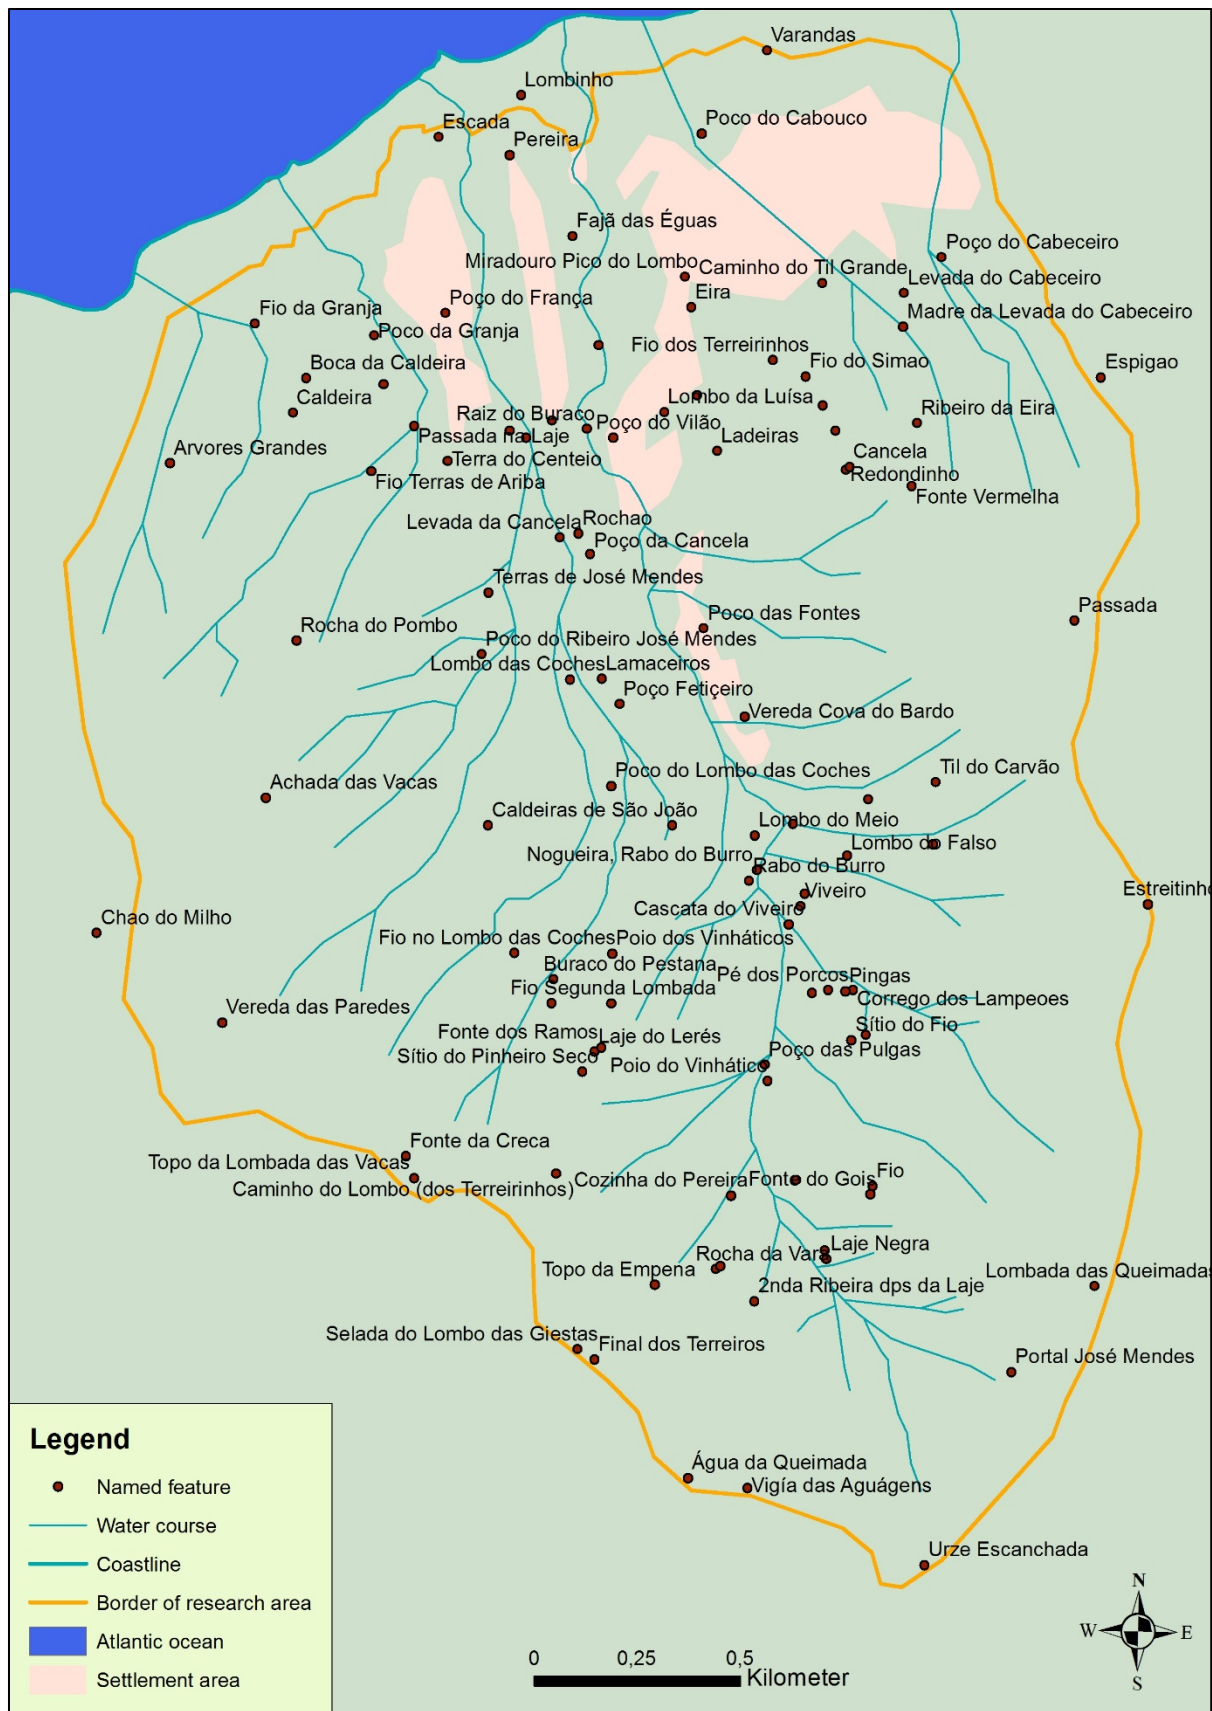 Varandas
Lombinho
Poco do Cabouco
Escada
Pereira
Fajã das Éguas
Poço do Cabeceiro
Miradouro Pico do Lombo
Caminho do Til Grande
Levada do Cabeceiro
Eira
Poço do França
Fio da Granja
Madre da Levada do Cabeceiro
Poco da Granja
Fio dos Terreirinhos
Fio do Simao
Boca da Caldeira
Espigao
Caldeira
Lombo da Luísa
Raiz do Buraco
Poço do Vilão
Ribeiro da Eira
Passada na Laje
Ladeiras
Arvores Grandes
Cancela
Terra do Centeio
Redondinho
Fio Terras de Ariba
Fonte Vermelha
Levada da Cancela
Rochao
Poço da Cancela
Terras de José Mendes
Passada
Poco das Fontes
Rocha do Pombo
Poco do Ribeiro José Mendes
Lombo das Coches
Lamaceiros
Poço Fetiçeiro
Vereda Cova do Bardo
Til do Carvão
Poco do Lombo das Coches
Achada das Vacas
Caldeiras de São João
Lombo do Meio
Lombo do Falso
Nogueira, Rabo do Burro
Rabo do Burro
Viveiro
Estreitinho
Cascata do Viveiro
Chao do Milho
Fio no Lombo das Coches
Poio dos Vinháticos
Buraco do Pestana
Pé dos Porcos
Pingas
Fio Segunda Lombada
Corrego dos Lampeoes
Vereda das Paredes
Sítio do Fio
Fonte dos Ramos
Laje do Lerés
Sítio do Pinheiro Seco
Poço das Pulgas
Poio do Vinhático
Fonte da Creca
Topo da Lombada das Vacas
Caminho do Lombo (dos Terreirinhos)
Cozinha do Pereira
Fonte do Gois
Fio
Laje Negra
Rocha da Vara
Topo da Empena
2nda Ribeira dps da Laje
Lombada das Queimadas
Selada do Lombo das Giestas
Final dos Terreiros
Portal José Mendes
Água da Queimada
Vigía das Aguágens
Urze Escanchada
Legend
Named feature
Water course
Coastline
Border of research area
Atlantic ocean
Settlement area
0 0,25 0,5
Kilometer
N
W E
S